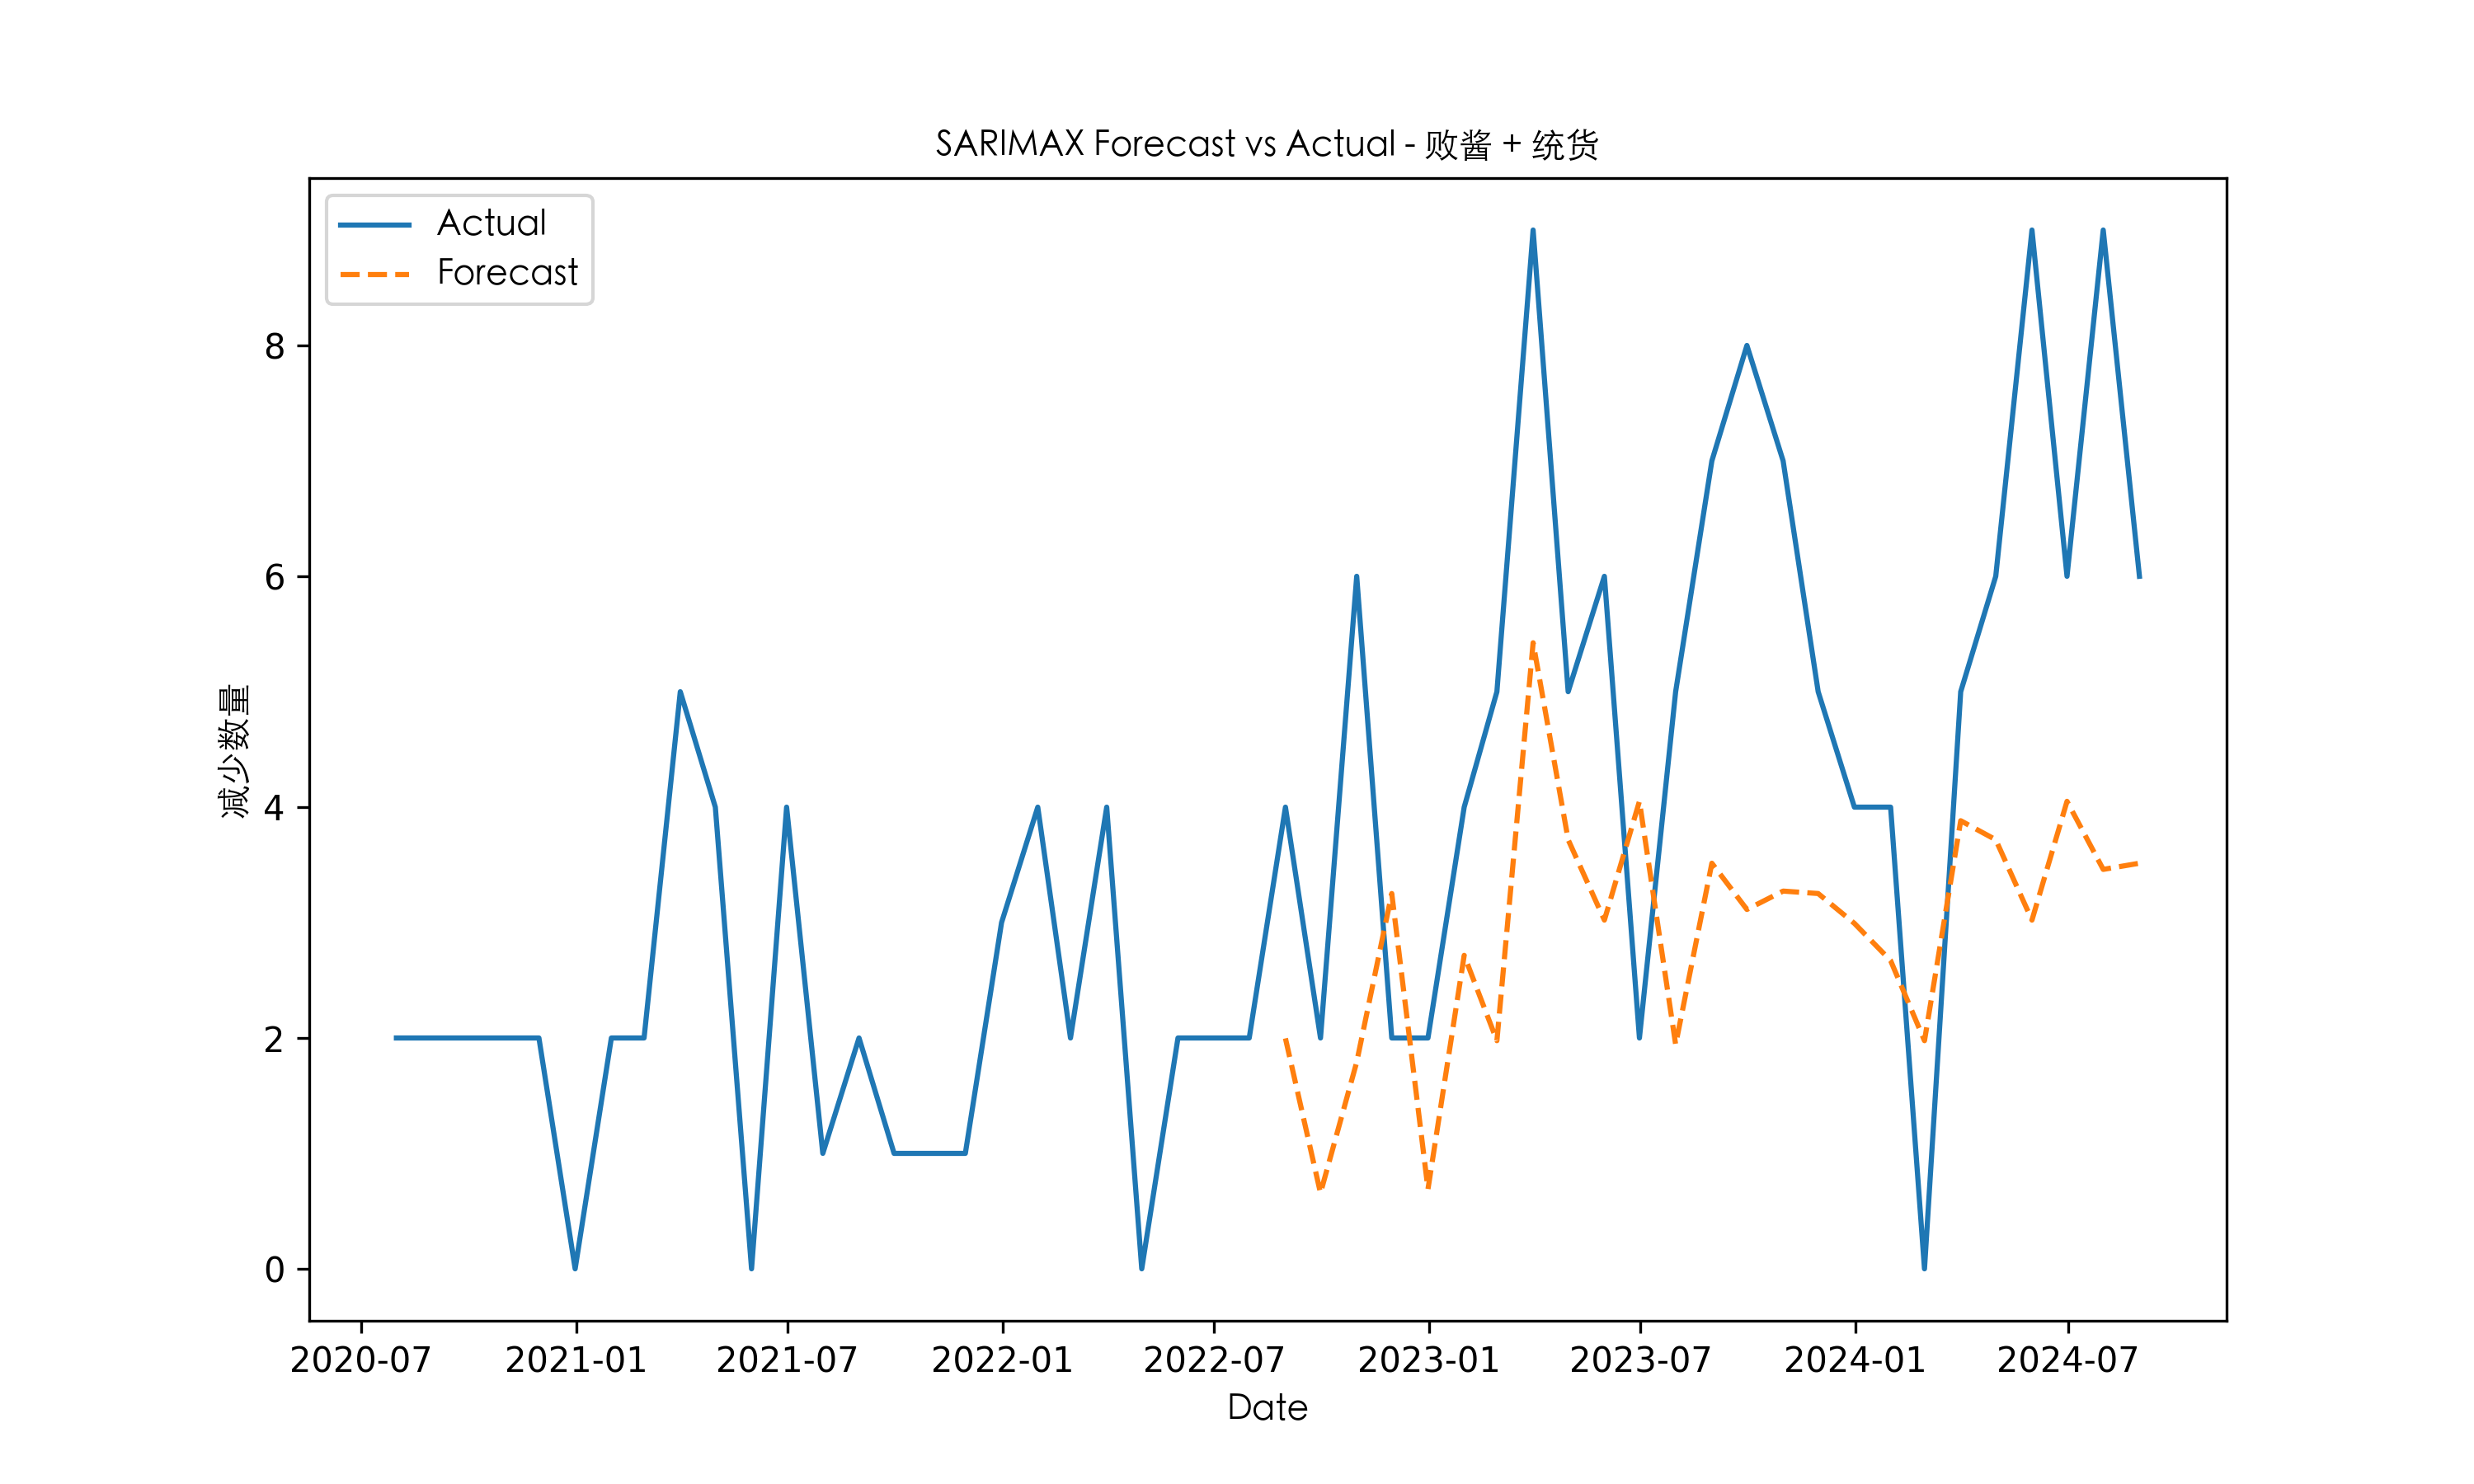 SARIMAX Forecast vs Actual - 败酱 + 统货
Actual
Forecast
减少数量
8
6
4
2
0
2020-07
2021-01
2021-07
2022-01
2022-07
2023-01
2023-07
2024-01
2024-07
Date